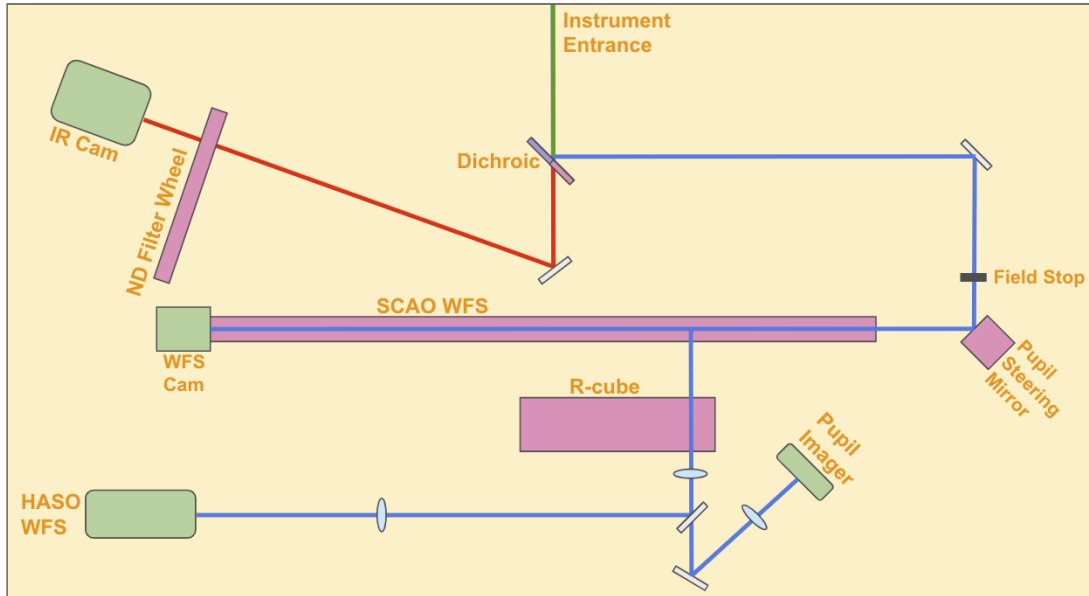 Instrument
Entrance
IR Cam
ND Filter Wheel
Dichroic
Field Stop
SCAO WFS
WFS
Cam
Pupil
Steering
Mirror
R-cube
Pupil
Imager
HASO
WFS